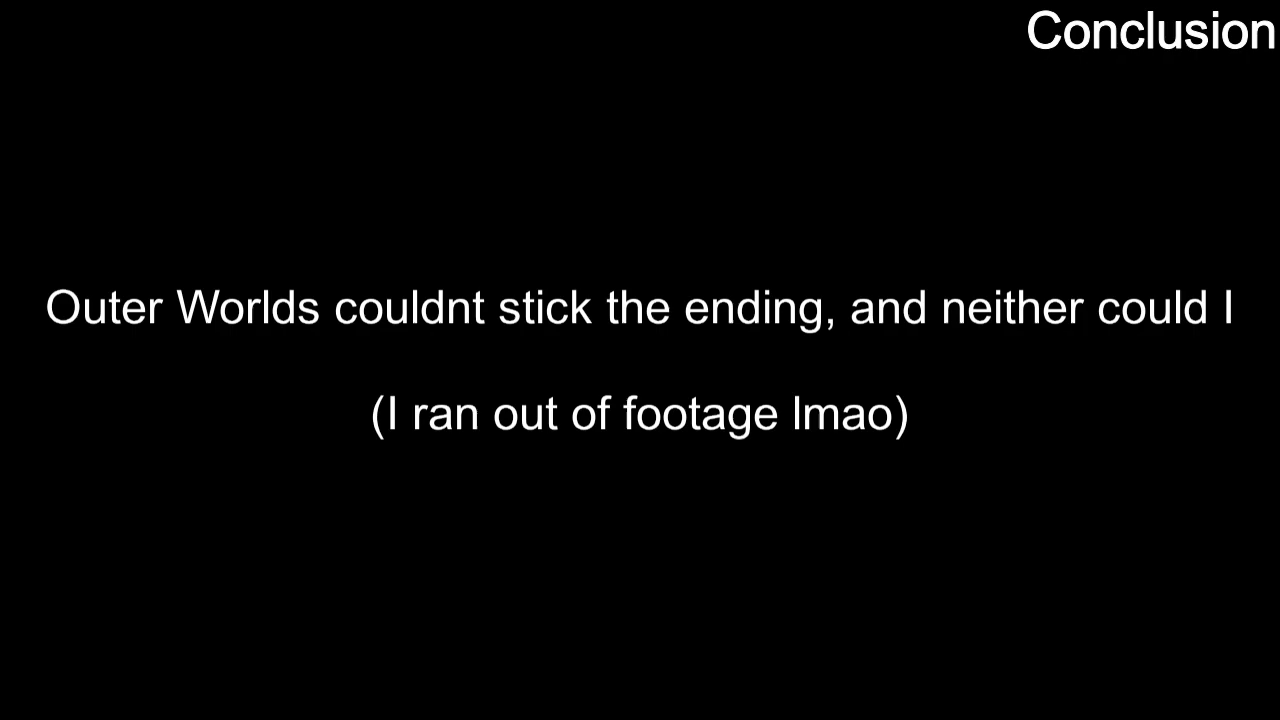 Conclusion
Outer Worlds couldnt stick the ending, and neither could I
(I ran out of footage lmao)